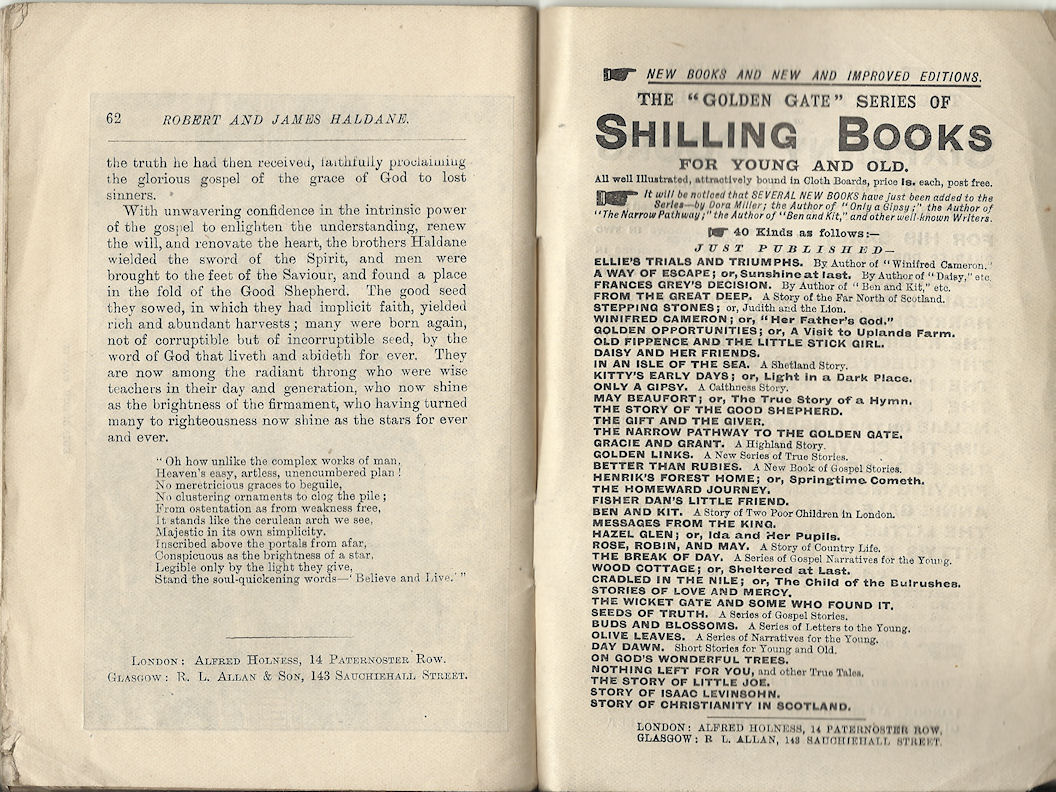 62 ROBERT AND JAMES HALDANE.
the truth he had then received, faithfully proclaiming
the glorious gospel of the grace of God to lost
sinners.
With unwavering confidence in the intrinsic power
of the gospel to enlighten the understanding, renew
the will, and renovate the heart, the brothers Haldane
wielded the sword of the Spirit, and men were
brought to the feet of the Saviour, and found a place
in the fold of the Good Shepherd. The good seed
they sowed, in which they had implicit faith, yielded
rich and abundant harvests; many were born again,
not of corruptible but of incorruptible seed, by the
word of God that liveth and abideth for ever. They
are now among the radiant throng who were wise
teachers in their day and generation, who now shine
as the brightness of the firmament, who having turned
many to righteousness now shine as the stars for ever
and ever.
“Oh how unlike the complex works of man,
Heaven's easy, artless, unencumbered plan!
No meretricious graces to beguile,
No clustering ornaments to clog the pile;
From ostentation as from weakness free,
It stands like the cerulean arch we see,
Majestic in its own simplicity.
Inscribed above the portals from afar,
Conspicuous as the brightness of a star,
Legible only by the light they give,
Stand the soul-quickening words—‘Believe and Live.’”
LONDON: ALFRED HOLNESS, 14 PATERNOSTER ROW.
GLASGOW: R. L. ALLAN & SON, 143 SAUCHIEHALL STREET.
NEW BOOKS AND NEW AND IMPROVED EDITIONS.
THE “GOLDEN GATE” SERIES OF
SHILLING BOOKS
FOR YOUNG AND OLD.
All well Illustrated, attractively bound in Cloth Boards, price 1s. each, post free.
It will be noticed that SEVERAL NEW BOOKS have just been added to the
Series—by Dora Miller; the Author of "Only a Gipsy;" the Author of
"The Narrow Pathway;" the Author of "Ben and Kit," and other well-known Writers.
40 Kinds as follows:—
JUST PUBLISHED—
ELLIE'S TRIALS AND TRIUMPHS. By Author of "Winifred Cameron."
A WAY OF ESCAPE; or, Sunshine at last. By Author of "Daisy," etc.
FRANCES GREY'S DECISION. By Author of "Ben and Kit," etc.
FROM THE GREAT DEEP. A Story of the Far North of Scotland.
STEPPING STONES; or, Judith and the Lion.
WINIFRED CAMERON; or, "Her Father's God."
GOLDEN OPPORTUNITIES; or, A Visit to Uplands Farm.
OLD FIPPENCE AND THE LITTLE STICK GIRL.
DAISY AND HER FRIENDS.
IN AN ISLE OF THE SEA. A Shetland Story.
KITTY'S EARLY DAYS; or, Light in a Dark Place.
ONLY A GIPSY. A Caithness Story.
MAY BEAUFORT; or, The True Story of a Hymn.
THE STORY OF THE GOOD SHEPHERD.
THE GIFT AND THE GIVER.
THE NARROW PATHWAY TO THE GOLDEN GATE.
GRACIE AND GRANT. A Highland Story.
GOLDEN LINKS. A New Series of True Stories.
BETTER THAN RUBIES. A New Book of Gospel Stories.
HENRIK'S FOREST HOME; or, Springtime Cometh.
THE HOMEWARD JOURNEY.
FISHER DAN'S LITTLE FRIEND.
BEN AND KIT. A Story of Two Poor Children in London.
MESSAGES FROM THE KING.
HAZEL GLEN; or, Ida and Her Pupils.
ROSE, ROBIN, AND MAY. A Story of Country Life.
THE BREAK OF DAY. A Series of Gospel Narratives for the Young.
WOOD COTTAGE; or, Sheltered at Last.
CRADLED IN THE NILE; or, The Child of the Bulrushes.
STORIES OF LOVE AND MERCY.
THE WICKET GATE AND SOME WHO FOUND IT.
SEEDS OF TRUTH. A Series of Gospel Stories.
BUDS AND BLOSSOMS. A Series of Letters to the Young.
OLIVE LEAVES. A Series of Narratives for the Young.
DAY DAWN. Short Stories for Young and Old.
ON GOD'S WONDERFUL TREES.
NOTHING LEFT FOR YOU, and other True Tales.
THE STORY OF LITTLE JOE.
STORY OF ISAAC LEVINSOHN.
STORY OF CHRISTIANITY IN SCOTLAND.
LONDON: ALFRED HOLNESS, 14 PATERNOSTER ROW,
GLASGOW: R L. ALLAN, 143 SAUCHIEHALL STREET.